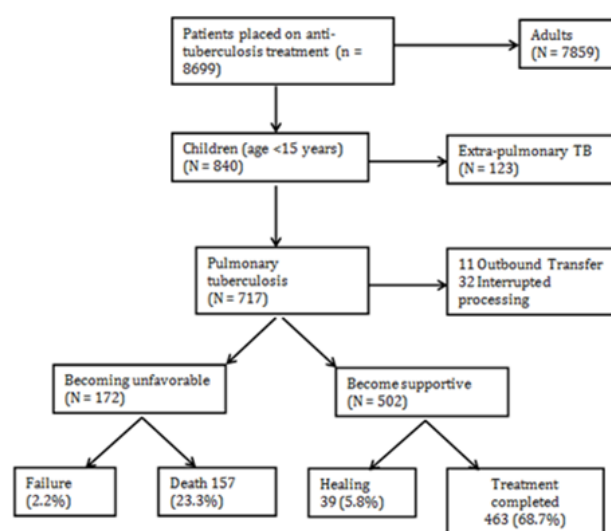 Patients placed on anti-
tuberculosis treatment (n =
8699)
Adults
(N = 7859)
Children (age <15 years)
(N = 840)
Extra-pulmonary TB
(N = 123)
Pulmonary
tuberculosis
(N = 717)
11 Outbound Transfer
32 Interrupted
processing
Becoming unfavorable
(N = 172)
Become supportive
(N = 502)
Failure
(2.2%)
Death 157
(23.3%)
Healing
39 (5.8%)
Treatment
completed
463 (68.7%)